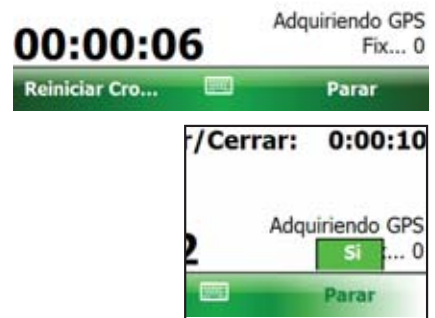 00:00:06
Adquiriendo GPS
Fix... 0
Reiniciar Cro...
Parar
r/Cerrar: 0:00:10
2
Adquiriendo GPS
Si ... 0
Parar